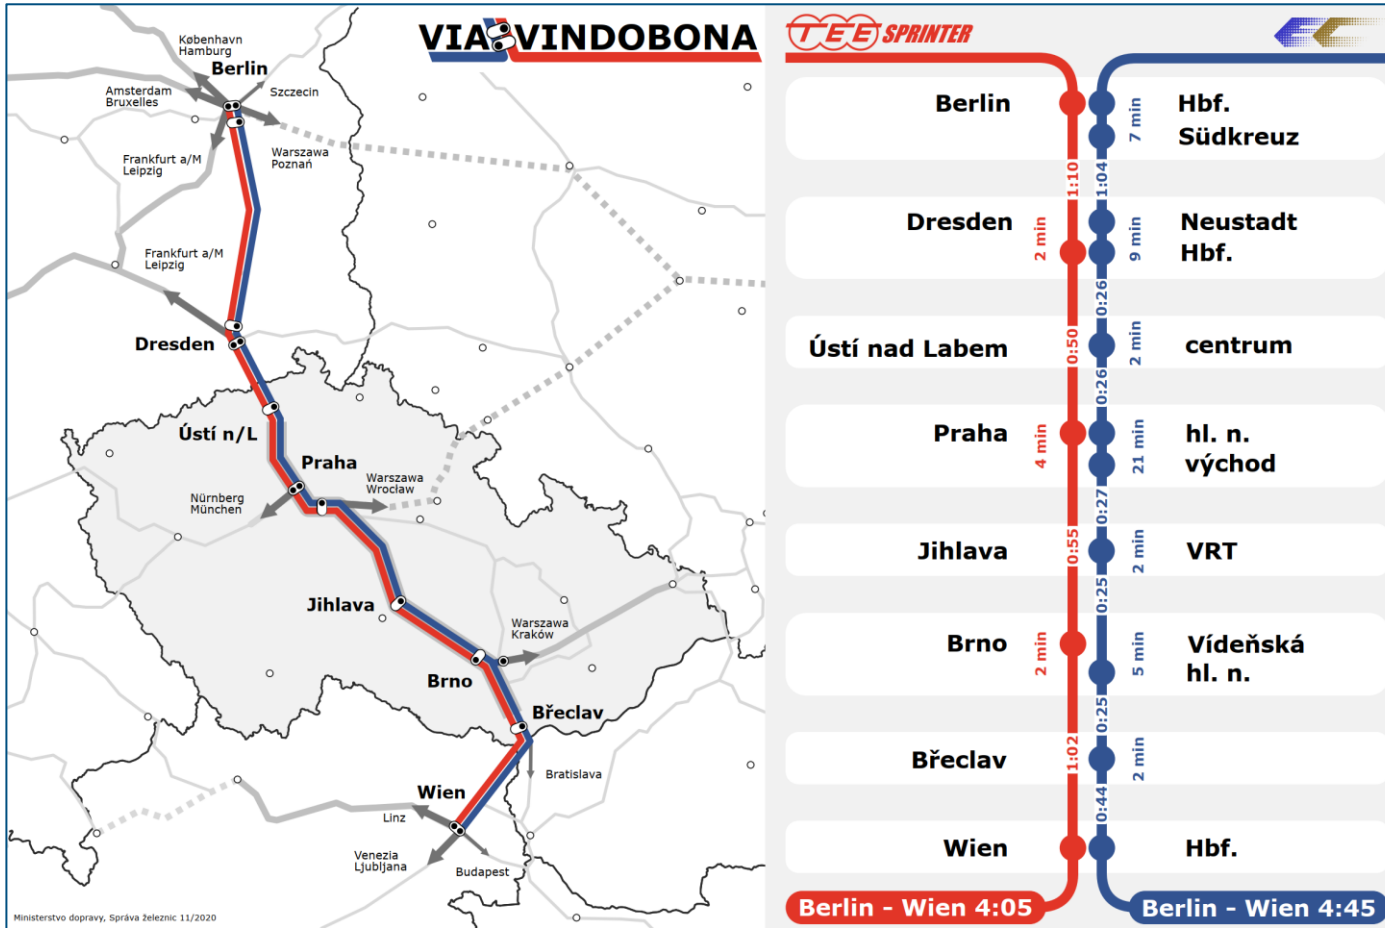 VIA VINDOBONA
København
Hamburg
Berlin
Amsterdam
Bruxelles
Szczecin
Frankfurt a/M
Leipzig
Warszawa
Poznań
Frankfurt a/M
Leipzig
Dresden
Ústí n/L
Praha
Nürnberg
München
Warszawa
Wrocław
Jihlava
Warszawa
Kraków
Brno
Břeclav
Bratislava
Wien
Linz
Venezia
Ljubljana
Budapest
Ministerstvo dopravy, Správa železnic 11/2020
TEE SPRINTER
EC
Berlin
Hbf.
7 min
Südkreuz
1:10
1:04
Dresden
2 min
9 min
Neustadt
Hbf.
0:26
Ústí nad Labem
0:50
2 min
centrum
0:26
Praha
4 min
21 min
hl. n.
východ
0:27
Jihlava
0:55
2 min
VRT
0:25
Brno
2 min
5 min
Vídeňská
hl. n.
0:25
Břeclav
1:02
2 min
0:44
Wien
Hbf.
Berlin - Wien 4:05
Berlin - Wien 4:45